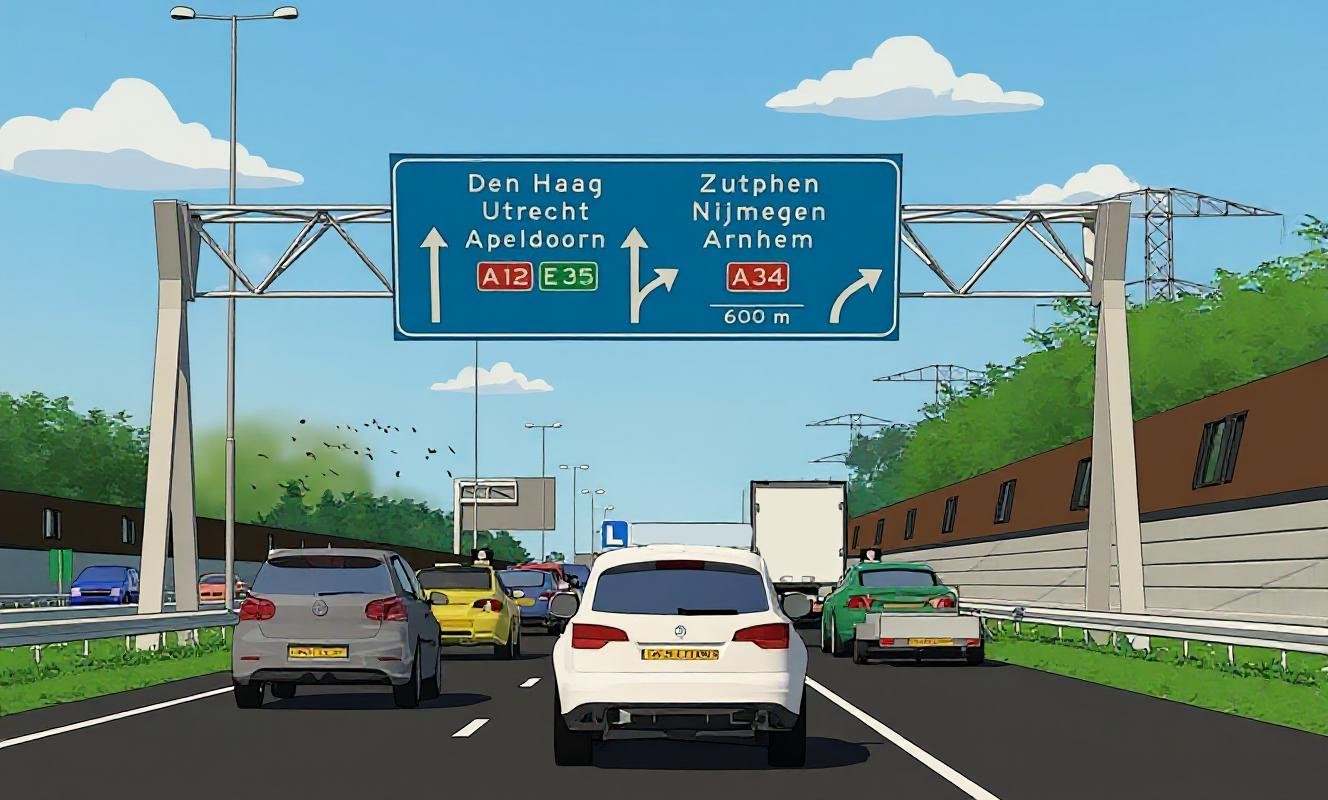 Den Haag
Utrecht
Apeldoorn
A12 E35
Zutphen
Nijmegen
Arnhem
A34
600 m
L